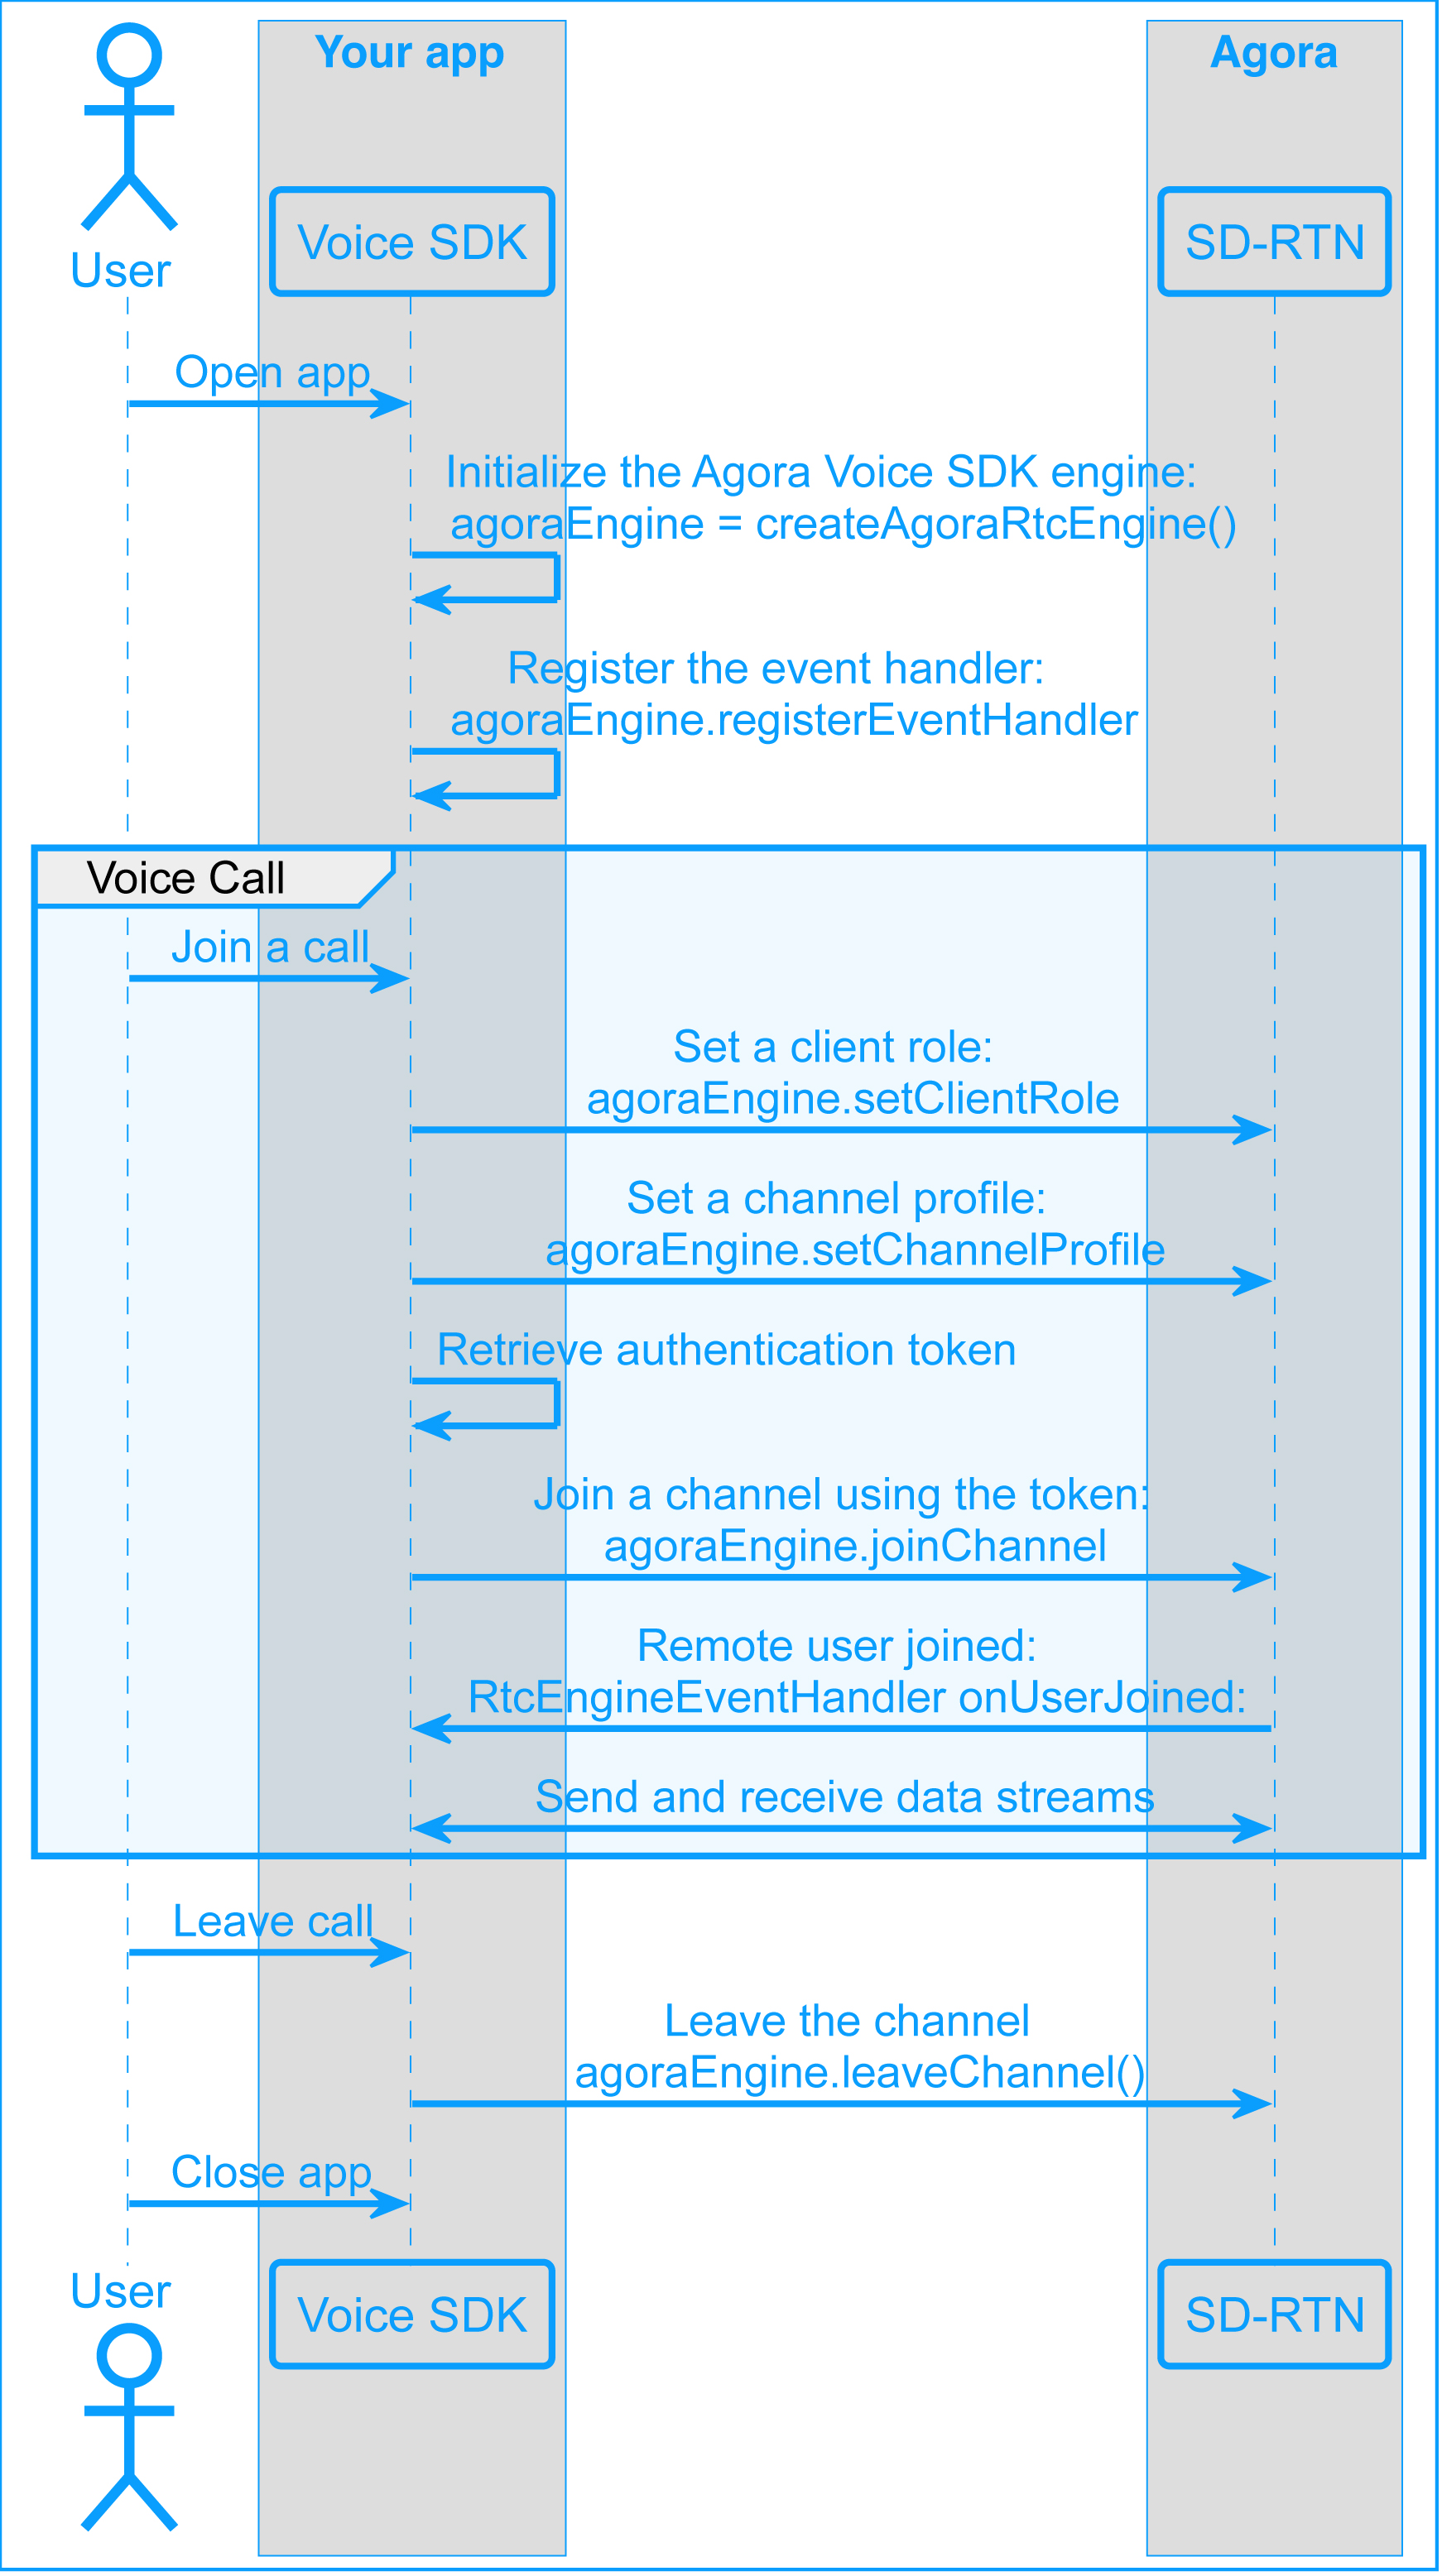 Your app
Agora
User
Voice SDK
SD-RTN
Open app
Initialize the Agora Voice SDK engine:
agoraEngine = createAgoraRtcEngine()
Register the event handler:
agoraEngine.registerEventHandler
Voice Call
Join a call
Set a client role:
agoraEngine.setClientRole
Set a channel profile:
agoraEngine.setChannelProfile
Retrieve authentication token
Join a channel using the token:
agoraEngine.joinChannel
Remote user joined:
RtcEngineEventHandler onUserJoined:
Send and receive data streams
Leave call
Leave the channel
agoraEngine.leaveChannel()
Close app
User
Voice SDK
SD-RTN